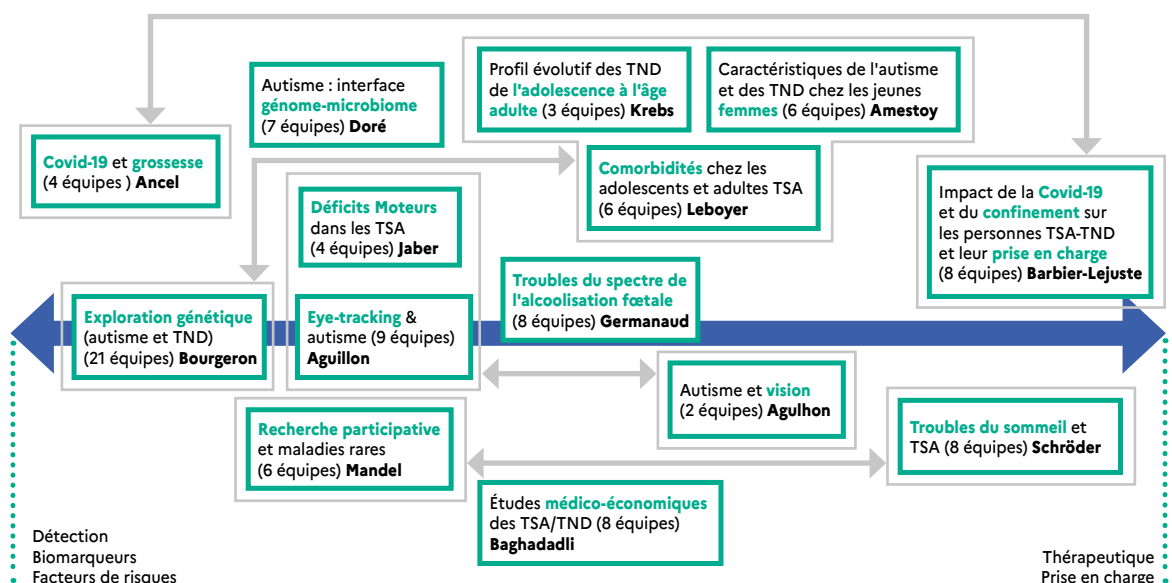 Autisme : interface
génome-microbiome
(7 équipes) Doré
Profil évolutif des TND
de l'adolescence à l'âge
adulte (3 équipes) Krebs
Caractéristiques de l'autisme
et des TND chez les jeunes
femmes (6 équipes) Amestoy
Covid-19 et grossesse
(4 équipes ) Ancel
Comorbidités chez les
adolescents et adultes TSA
(6 équipes) Leboyer
Impact de la Covid-19
et du confinement sur
les personnes TSA-TND
et leur prise en charge
(8 équipes) Barbier-Lejuste
Déficits Moteurs
dans les TSA
(4 équipes) Jaber
Troubles du spectre de
l'alcoolisation fœtale
(8 équipes) Germanaud
Exploration génétique
(autisme et TND)
(21 équipes) Bourgeron
Eye-tracking &
autisme (9 équipes)
Aguillon
Autisme et vision
(2 équipes) Agulhon
Recherche participative
et maladies rares
(6 équipes) Mandel
Troubles du sommeil et
TSA (8 équipes) Schröder
Études médico-économiques
des TSA/TND (8 équipes)
Baghadadli
Détection
Biomarqueurs
Facteurs de risques
Thérapeutique
Prise en charge